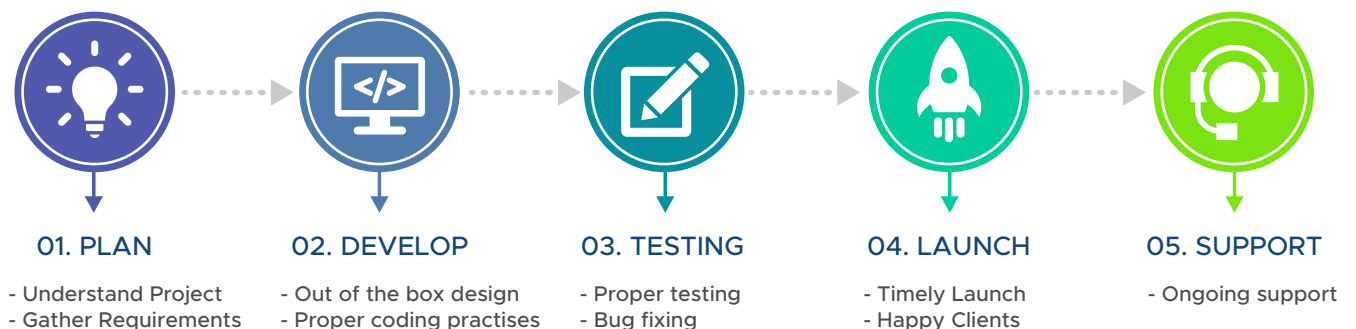 </>
01. PLAN
- Understand Project
- Gather Requirements
02. DEVELOP
- Out of the box design
- Proper coding practises
03. TESTING
- Proper testing
- Bug fixing
04. LAUNCH
- Timely Launch
- Happy Clients
05. SUPPORT
- Ongoing support